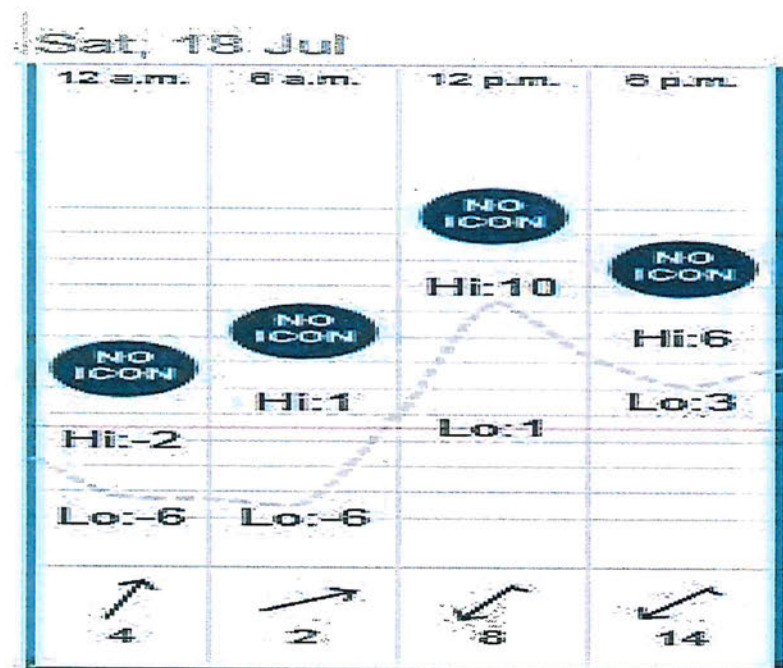 Sat, 18 Jul
12 a.m. 6 a.m. 12 p.m. 6 p.m.
NO ICON
NO ICON
NO ICON
NO ICON
Hi:-2 Hi:1 Hi:10 Hi:6
Lo:-6 Lo:-6 Lo:1 Lo:3
4 2 8 14